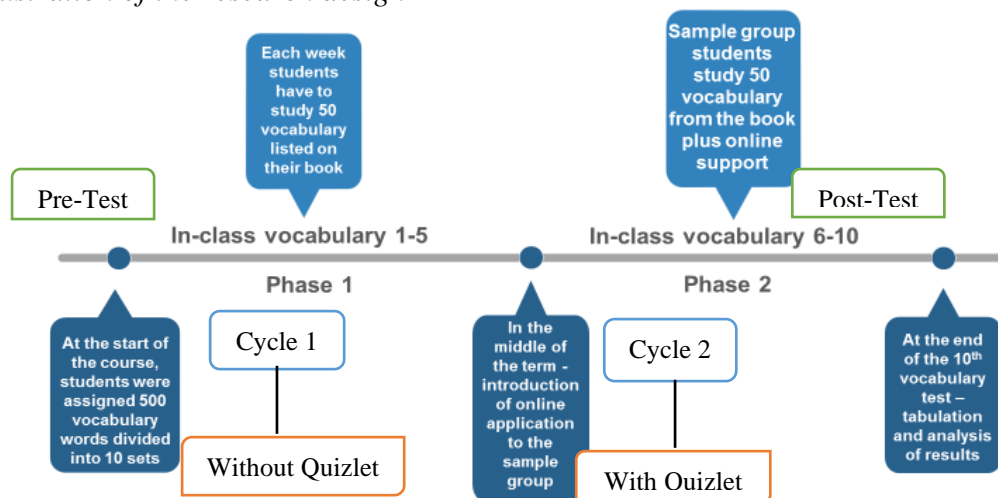 Each week
students
have to
study 50
vocabulary
listed on
their book
Sample group
students
study 50
vocabulary
from the book
plus online
support
Pre-Test
Post-Test
In-class vocabulary 1-5
In-class vocabulary 6-10
Phase 1
Phase 2
At the start of
the course,
students were
assigned 500
vocabulary
words divided
into 10 sets
Cycle 1
Without Quizlet
In the
middle of
the term -
introduction
of online
application
to the
sample
group
Cycle 2
With Quizlet
At the end
of the 10th
vocabulary
test –
tabulation
and analysis
of results